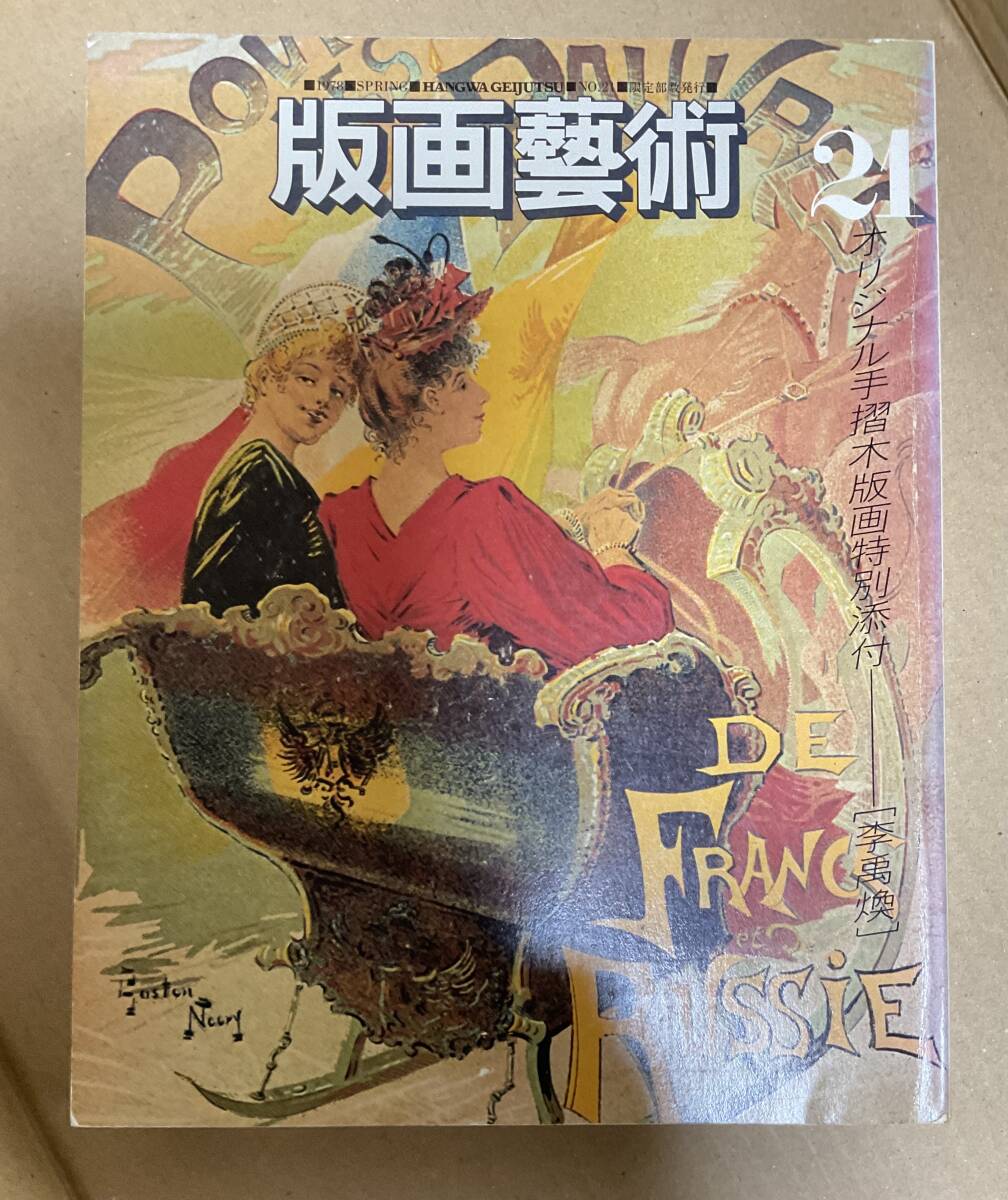 ■1978■SPRING■HANGWA GEIJUTSU■NO.21■限定部数発行■
版画藝術
21
オリジナル手摺木版画特別添付――[李禹煥]
DE
FRANC
et
RUSSIE
Gaston
Noury